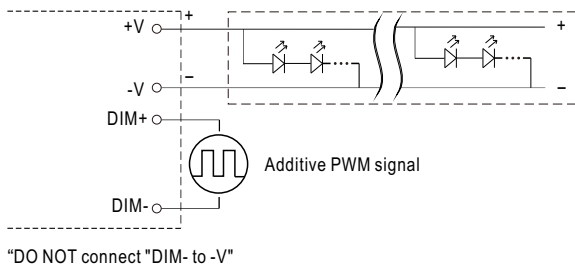 +V + +
-V – –
DIM+
Additive PWM signal
DIM-
“DO NOT connect "DIM- to -V"